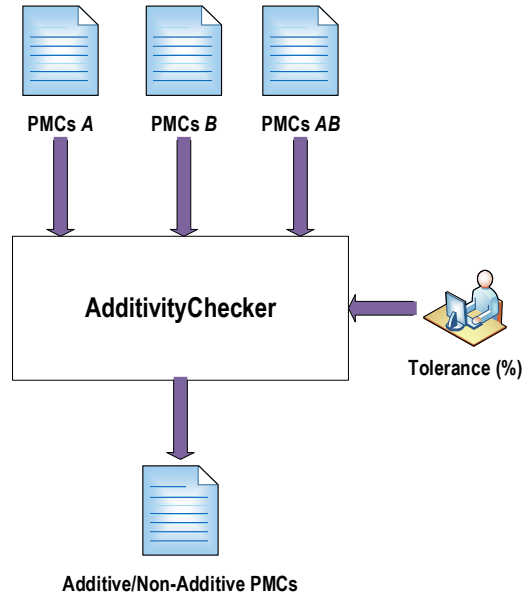 PMCs A
PMCs B
PMCs AB
AdditivityChecker
Tolerance (%)
Additive/Non-Additive PMCs